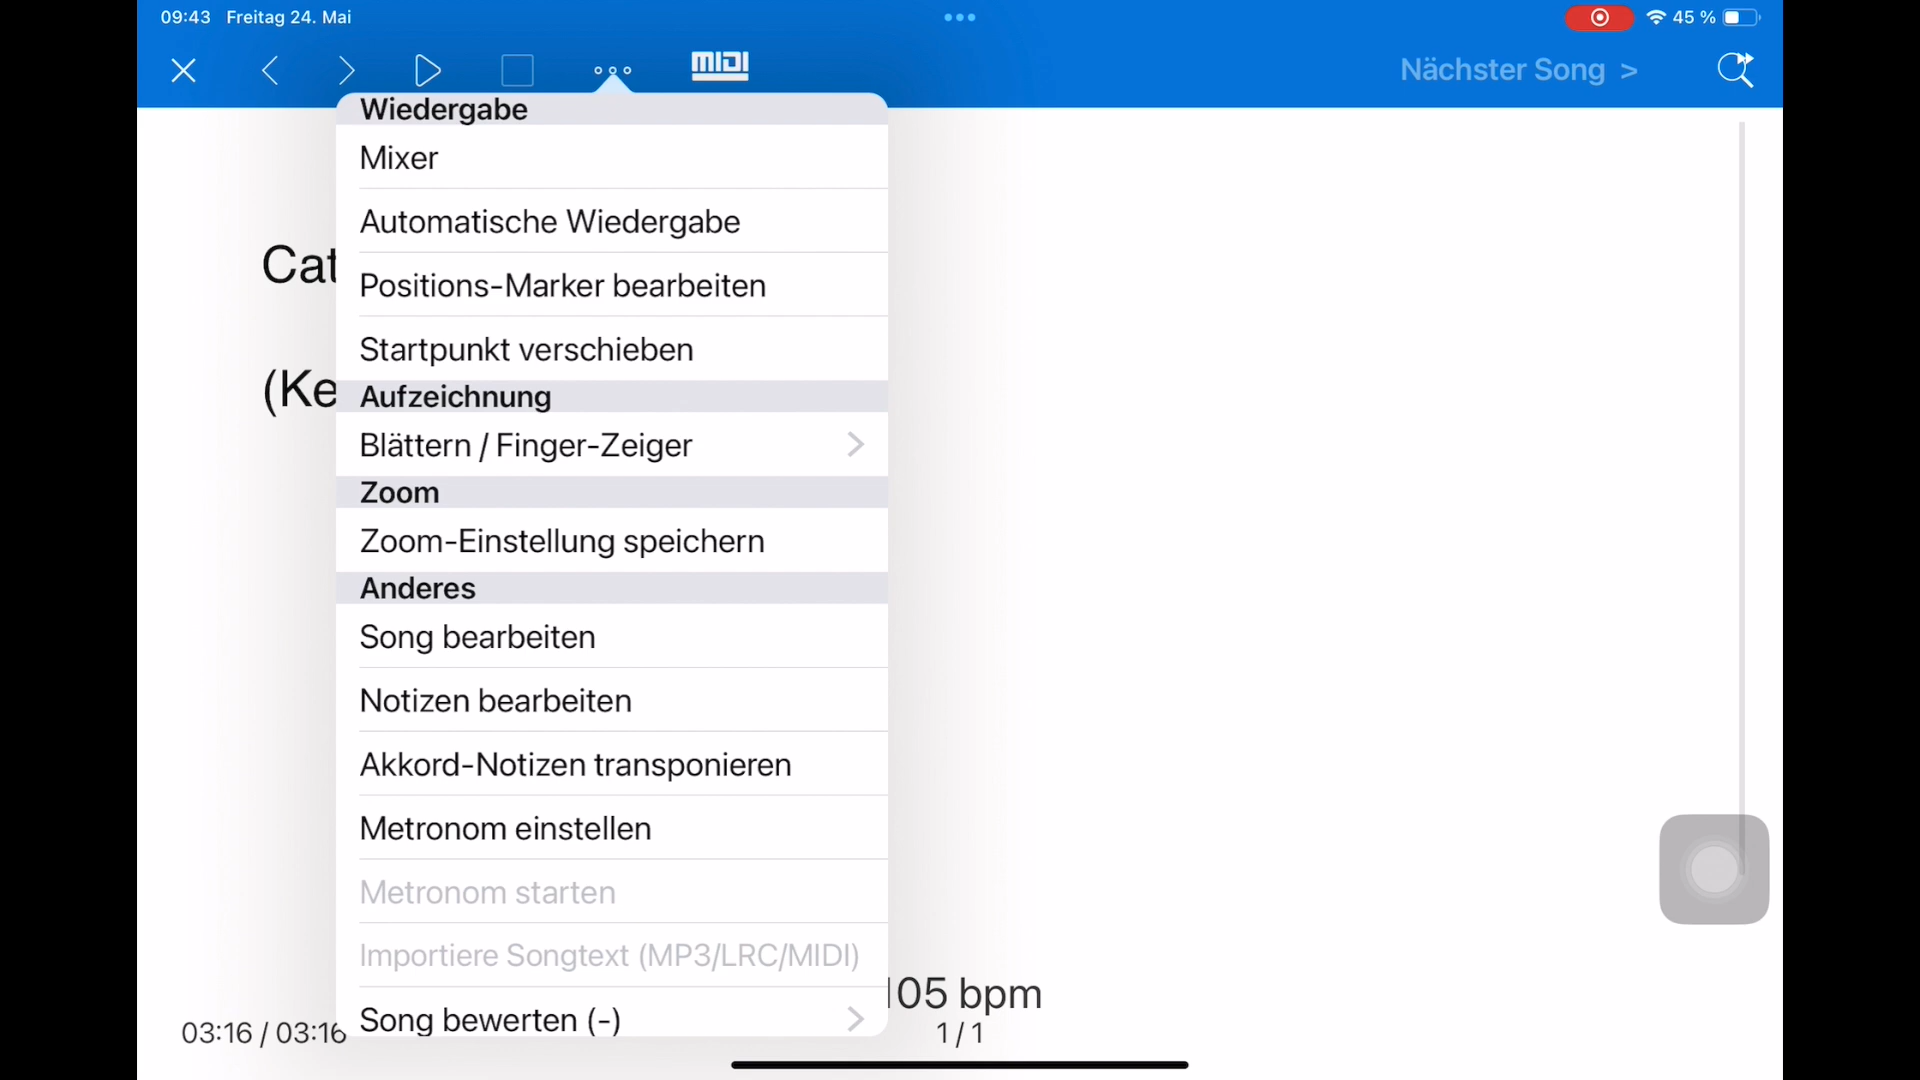 09:43 Freitag 24. Mai
45 %
MIDI
Nächster Song >
Wiedergabe
Mixer
Automatische Wiedergabe
Positions-Marker bearbeiten
Startpunkt verschieben
Aufzeichnung
Blättern / Finger-Zeiger
Zoom
Zoom-Einstellung speichern
Anderes
Song bearbeiten
Notizen bearbeiten
Akkord-Notizen transponieren
Metronom einstellen
Metronom starten
Importiere Songtext (MP3/LRC/MIDI)
Song bewerten (-)
Cat
(Ke
105 bpm
03:16 / 03:16
1 / 1